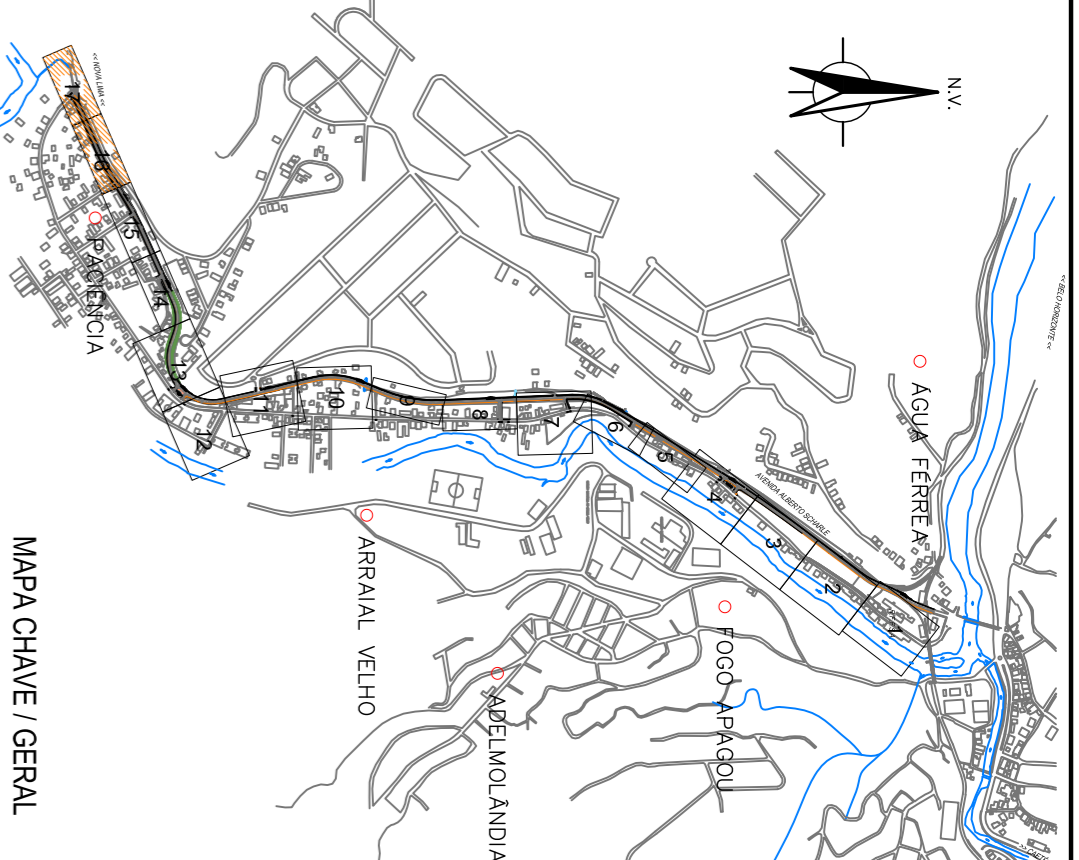 N.V.
<< BELO HORIZONTE <<
<< NOVA LIMA <<
ÁGUA FÉRREA
AVENIDA ALBERTO SCHARLE
FOGO APAGOU
ADELMOLÂNDIA
ARRAIAL VELHO
PACIÊNCIA
1
2
3
4
5
6
7
8
9
10
11
12
13
14
15
16
17
MAPA CHAVE / GERAL